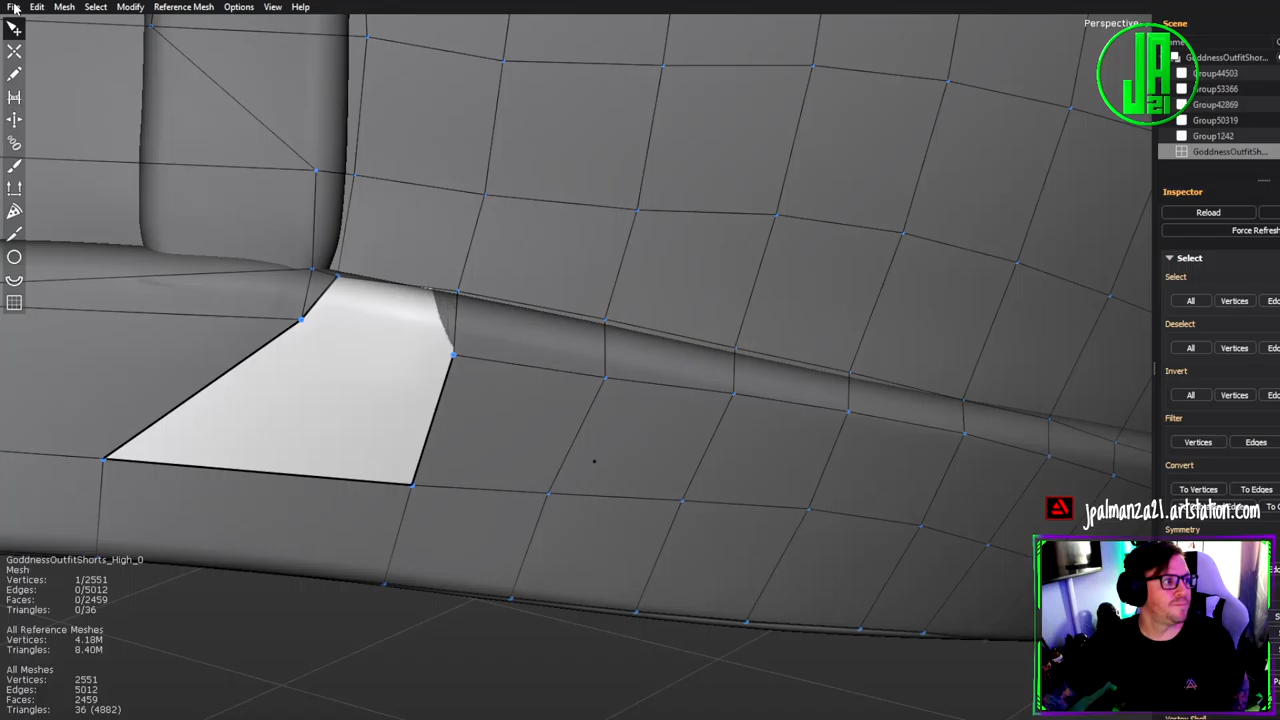 File Edit Mesh Select Modify Reference Mesh Options View Help
Perspective
JA
21
Scene
GoddessOutfitShor...
Group44503
Group53366
Group42869
Group50319
Group1242
GoddnessOutfitSh...
Inspector
Reload
Force Refresh
Select
Select
All Vertices
Deselect
All Vertices
Invert
All Vertices
Filter
Vertices Edges
Convert
To Vertices To Edges
Symmetry
jpalmanza21.artstation.com
GoddnessOutfitShorts_High_0
Mesh
Vertices: 1/2551
Edges: 0/5012
Faces: 0/2459
Triangles: 0/36
All Reference Meshes
Vertices: 4.18M
Triangles: 8.40M
All Meshes
Vertices: 2551
Edges: 5012
Faces: 2459
Triangles: 36 (4882)